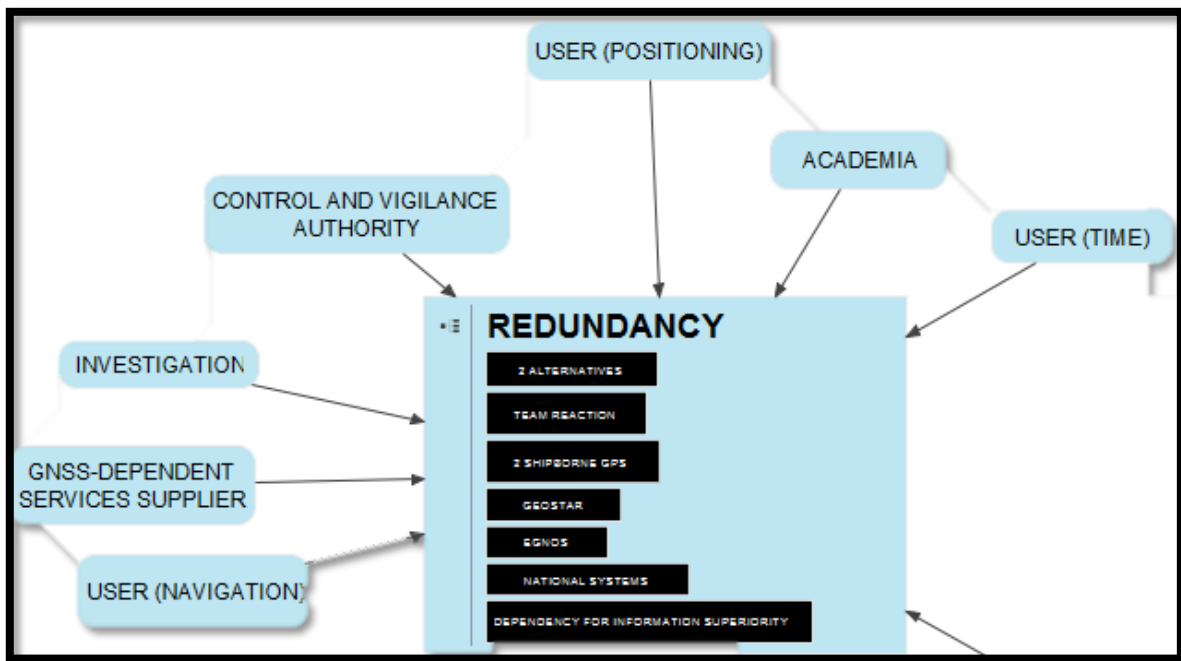 USER (POSITIONING)
ACADEMIA
CONTROL AND VIGILANCE
AUTHORITY
USER (TIME)
INVESTIGATION
GNSS-DEPENDENT
SERVICES SUPPLIER
USER (NAVIGATION)
REDUNDANCY
2 ALTERNATIVES
TEAM REACTION
2 SHIPBORNE GPS
GEOSTAR
EGNOS
NATIONAL SYSTEMS
DEPENDENCY FOR INFORMATION SUPERIORITY